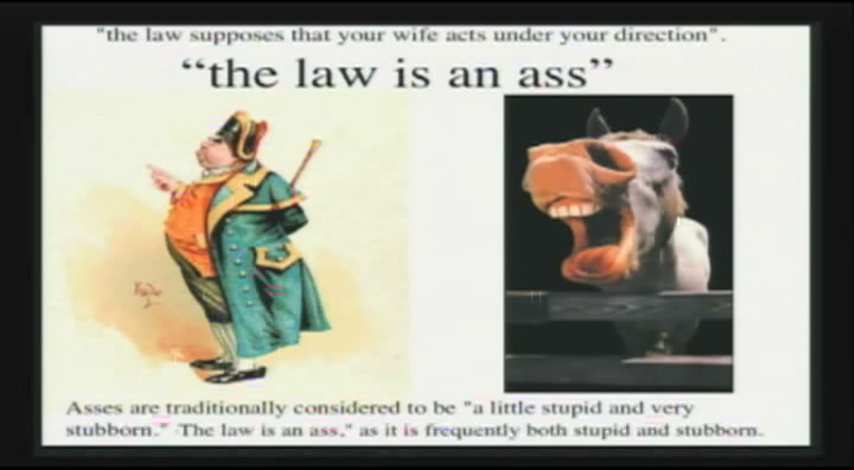 "the law supposes that your wife acts under your direction".
“the law is an ass”
Asses are traditionally considered to be "a little stupid and very
stubborn." The law is an ass," as it is frequently both stupid and stubborn.